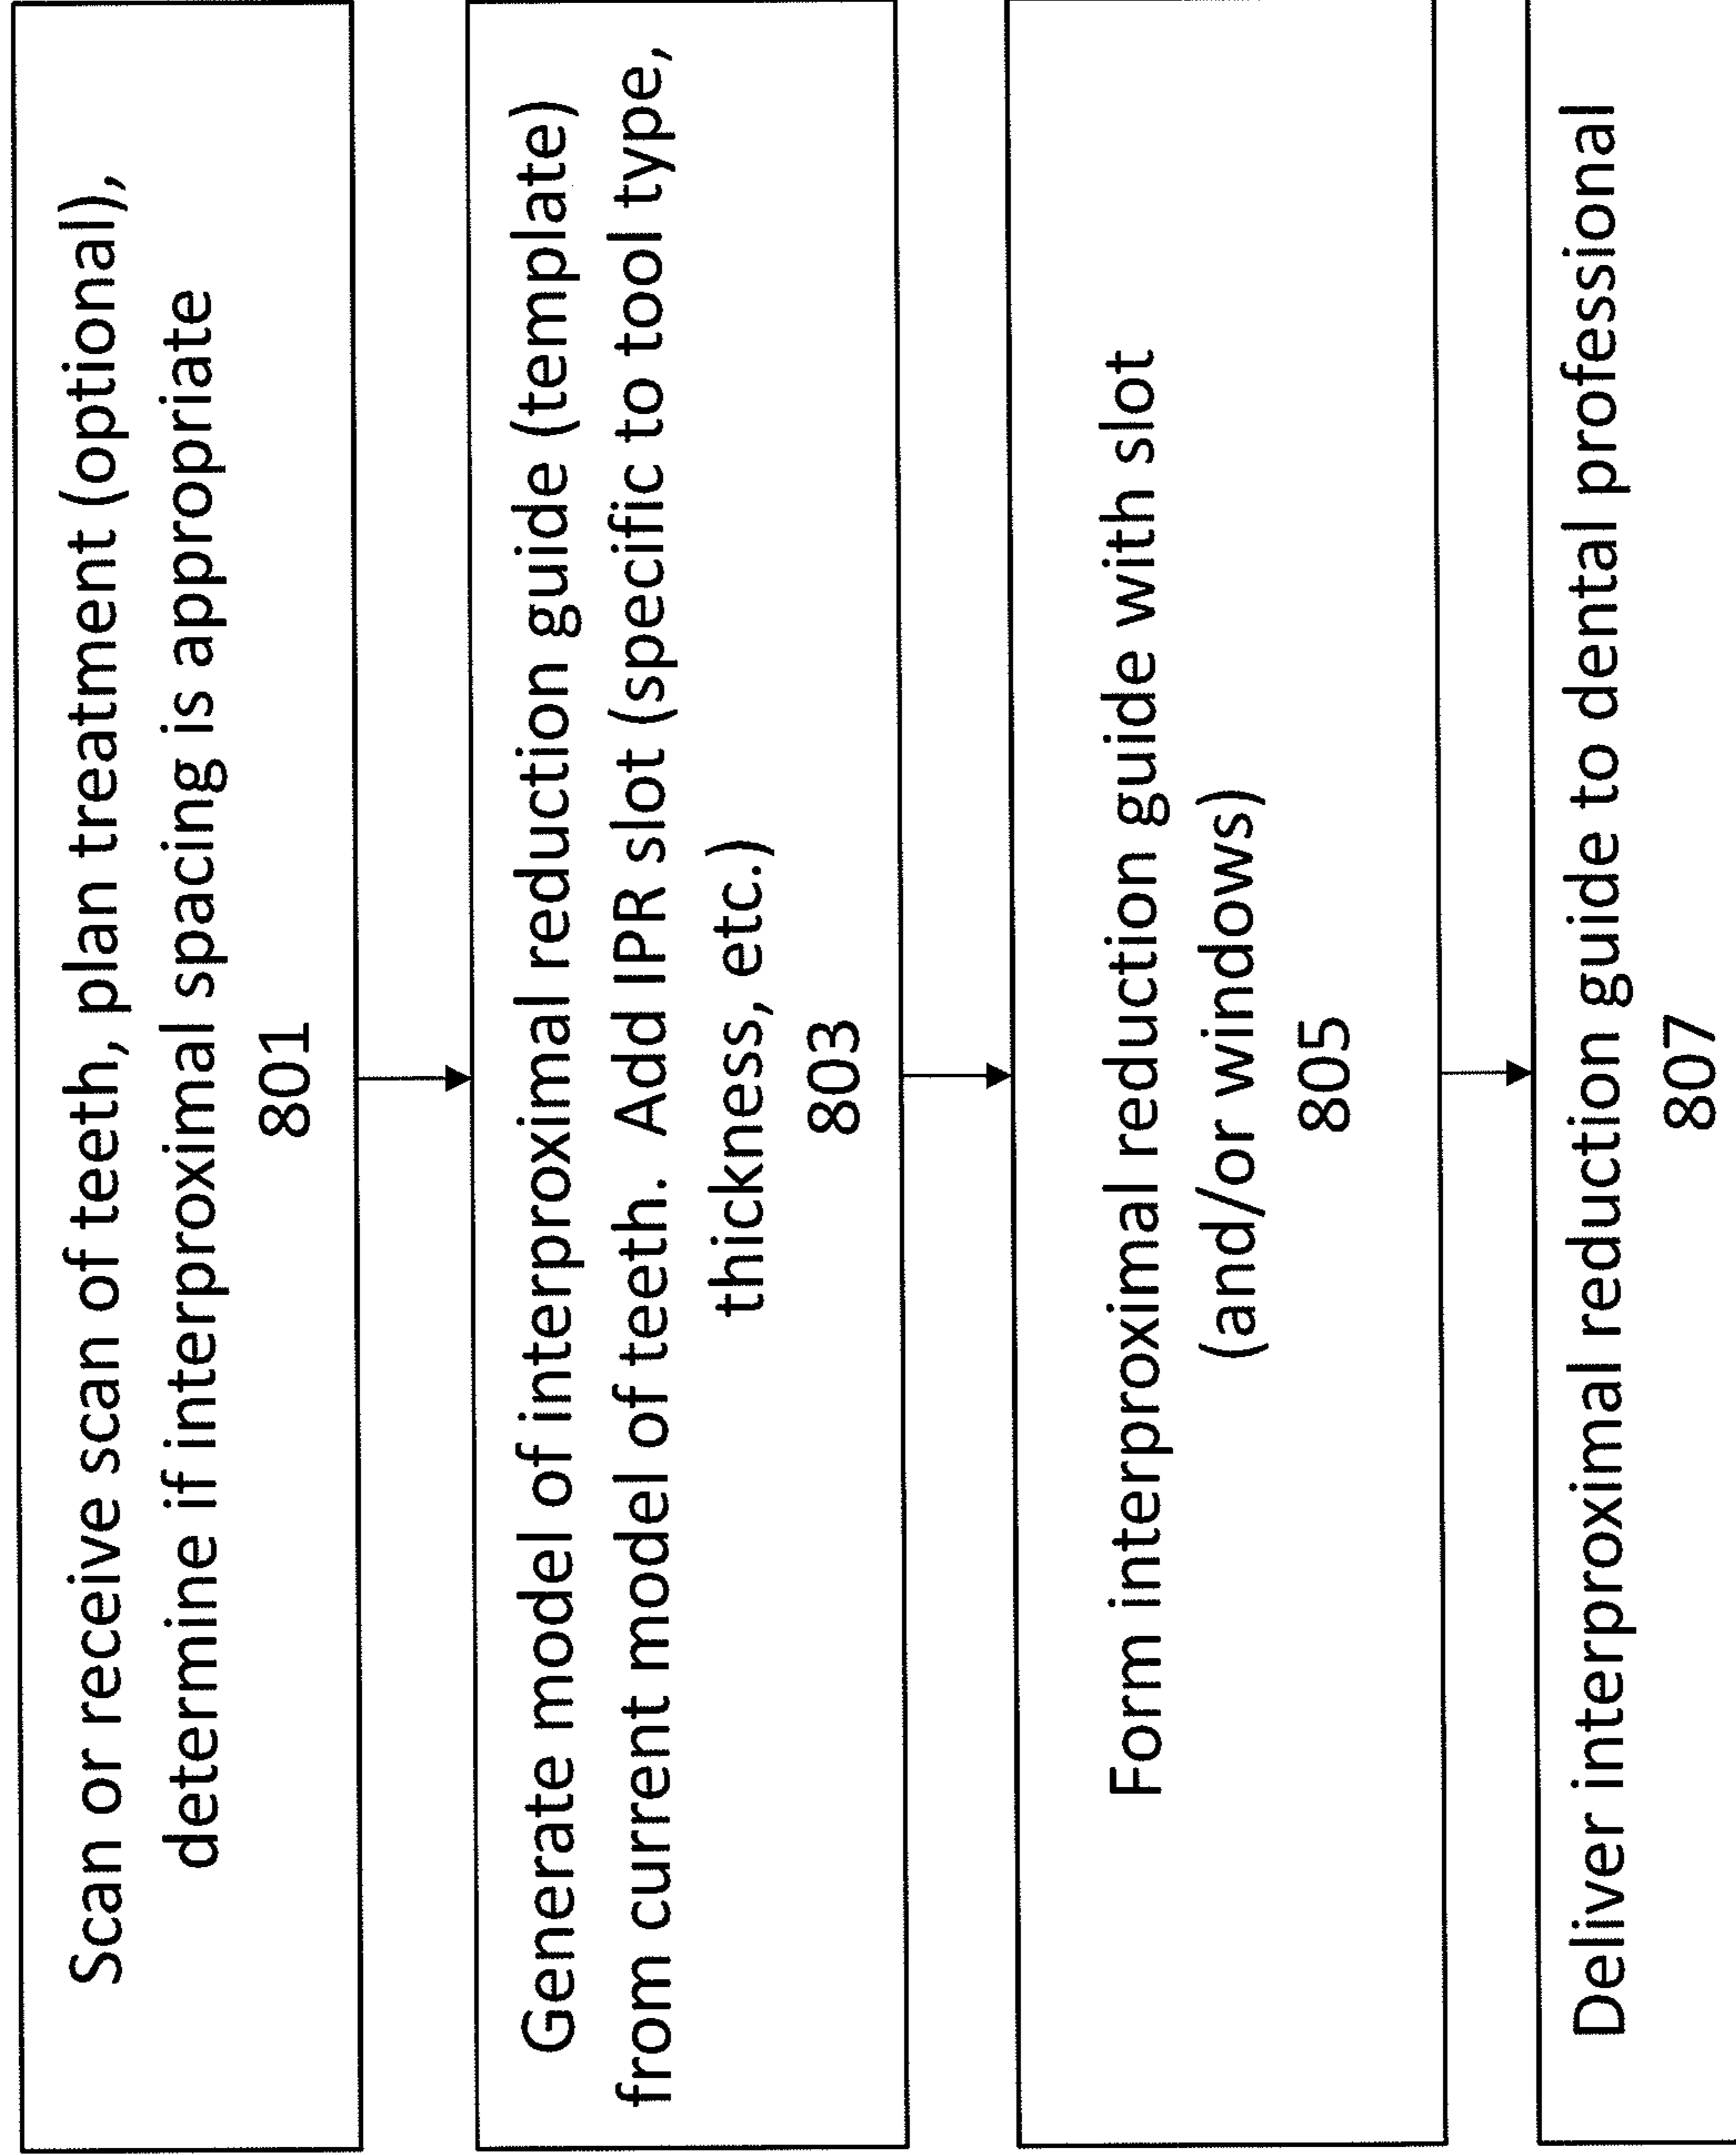 Scan or receive scan of teeth, plan treatment (optional),
determine if interproximal spacing is appropriate
801
Generate model of interproximal reduction guide (template)
from current model of teeth. Add IPR slot (specific to tool type,
thickness, etc.)
803
Form interproximal reduction guide with slot
(and/or windows)
805
Deliver interproximal reduction guide to dental professional
807